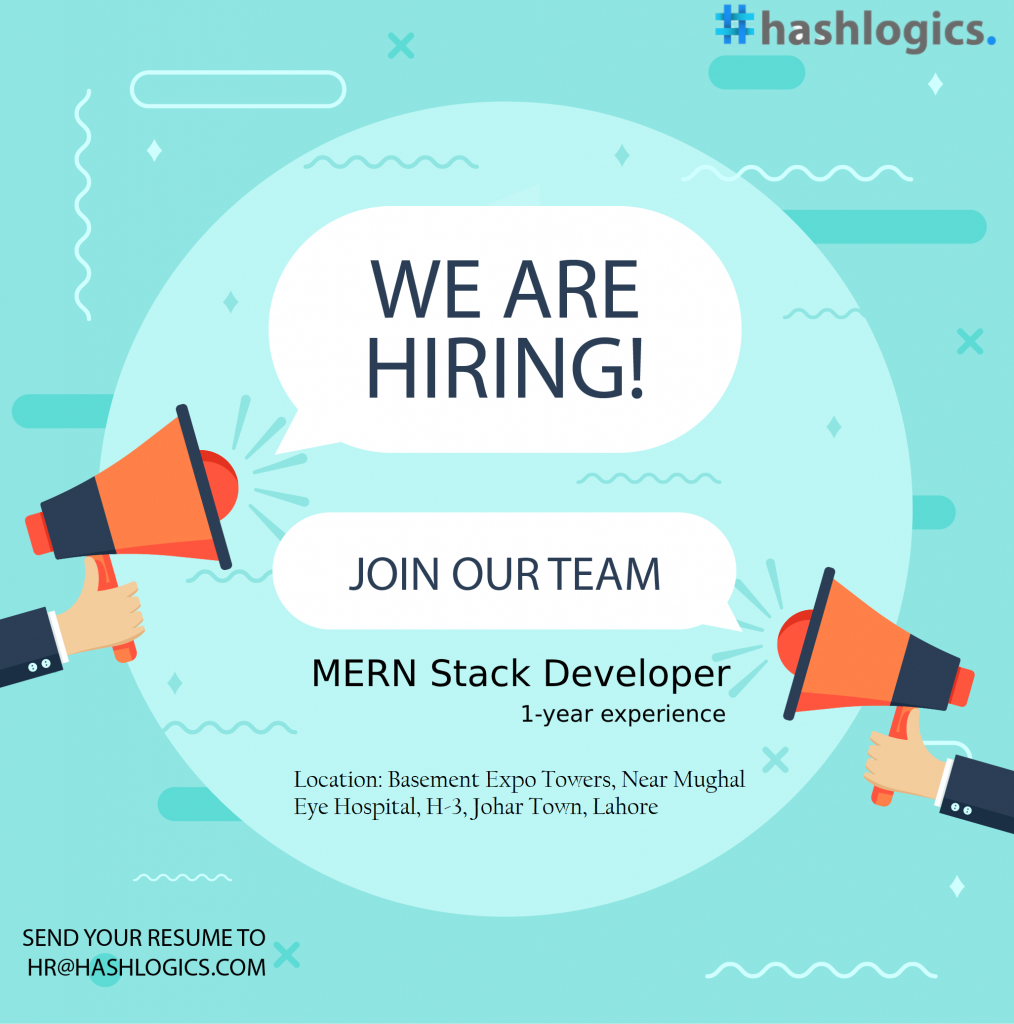 #hashlogics.
WE ARE
HIRING!
JOIN OUR TEAM
MERN Stack Developer
1-year experience
Location: Basement Expo Towers, Near Mughal
Eye Hospital, H-3, Johar Town, Lahore
SEND YOUR RESUME TO
HR@HASHLOGICS.COM